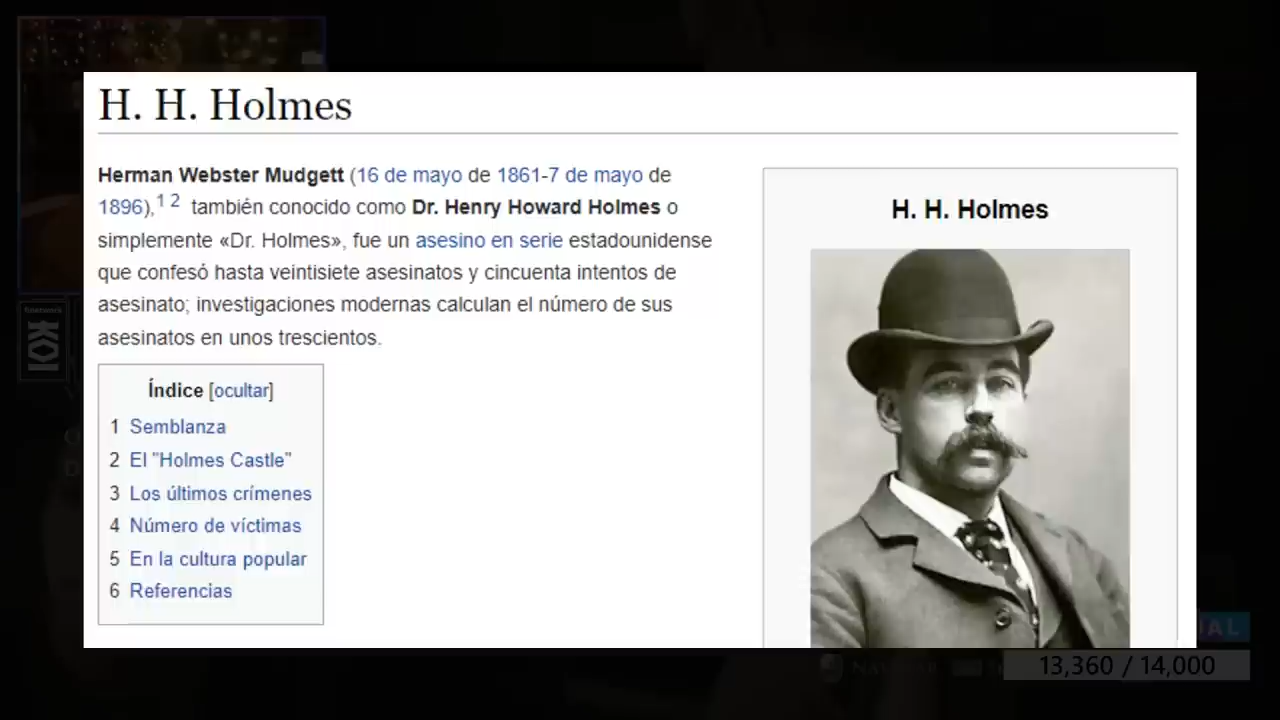 H. H. Holmes
Herman Webster Mudgett (16 de mayo de 1861-7 de mayo de
1896),1 2 también conocido como Dr. Henry Howard Holmes o
simplemente «Dr. Holmes», fue un asesino en serie estadounidense
que confesó hasta veintisiete asesinatos y cincuenta intentos de
asesinato; investigaciones modernas calculan el número de sus
asesinatos en unos trescientos.
Índice [ocultar]
1 Semblanza
2 El "Holmes Castle"
3 Los últimos crímenes
4 Número de víctimas
5 En la cultura popular
6 Referencias
H. H. Holmes
KOI
13,360 / 14,000